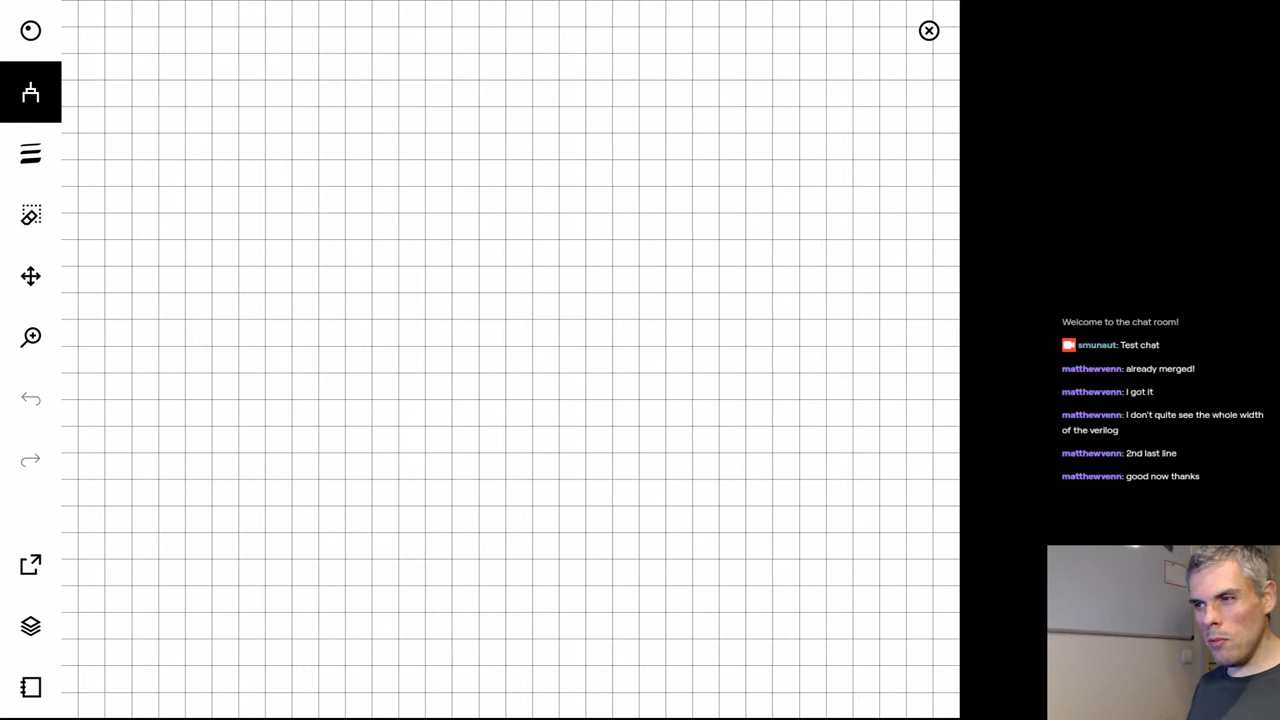 Welcome to the chat room!
smunaut: Test chat
matthewvenn: already merged!
matthewvenn: I got it
matthewvenn: I don't quite see the whole width
of the verilog
matthewvenn: 2nd last line
matthewvenn: good now thanks